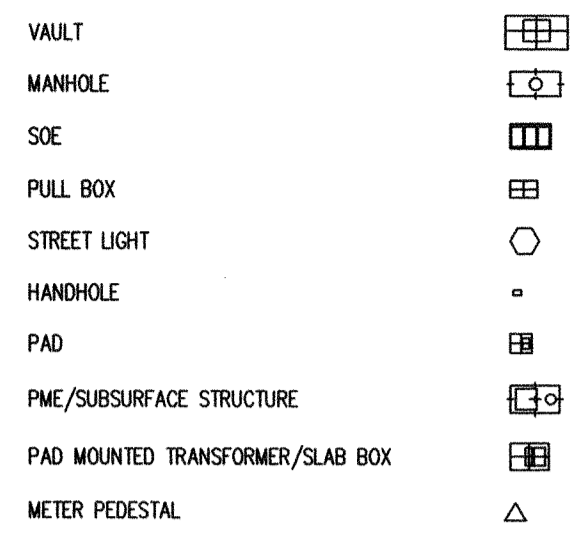 VAULT
MANHOLE
SOE
PULL BOX
STREET LIGHT
HANDHOLE
PAD
PME/SUBSURFACE STRUCTURE
PAD MOUNTED TRANSFORMER/SLAB BOX
METER PEDESTAL